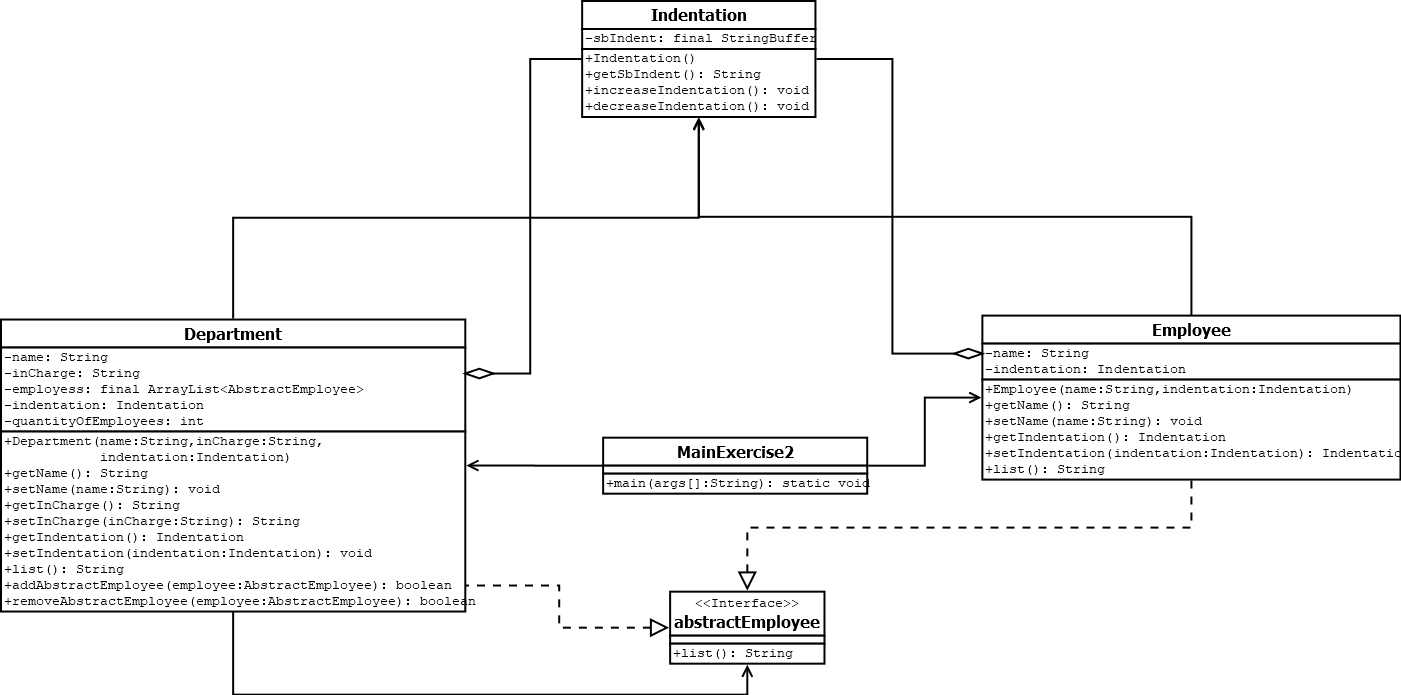 Indentation
-sbIndent: final StringBuffer
+Indentation()
+getSbIndent(): String
+increaseIndentation(): void
+decreaseIndentation(): void
Department
-name: String
-inCharge: String
-employess: final ArrayList<AbstractEmployee>
-indentation: Indentation
-quantityOfEmployees: int
+Department(name:String,inCharge:String,
indentation:Indentation)
+getName(): String
+setName(name:String): void
+getInCharge(): String
+setInCharge(inCharge:String): String
+getIndentation(): Indentation
+setIndentation(indentation:Indentation): void
+list(): String
+addAbstractEmployee(employee:AbstractEmployee): boolean
+removeAbstractEmployee(employee:AbstractEmployee): boolean
MainExercise2
+main(args[]:String): static void
Employee
-name: String
-indentation: Indentation
+Employee(name:String,indentation:Indentation)
+getName(): String
+setName(name:String): void
+getIndentation(): Indentation
+setIndentation(indentation:Indentation): Indentatio
+list(): String
<<Interface>>
abstractEmployee
+list(): String